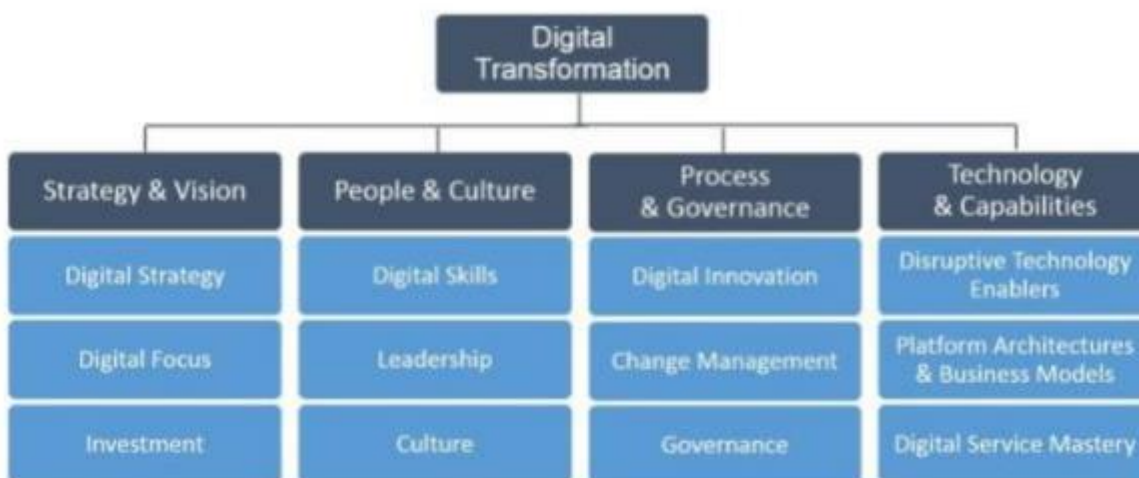 Digital
Transformation
Strategy & Vision
People & Culture
Process
& Governance
Technology
& Capabilities
Digital Strategy
Digital Skills
Digital Innovation
Disruptive Technology
Enablers
Digital Focus
Leadership
Change Management
Platform Architectures
& Business Models
Investment
Culture
Governance
Digital Service Mastery